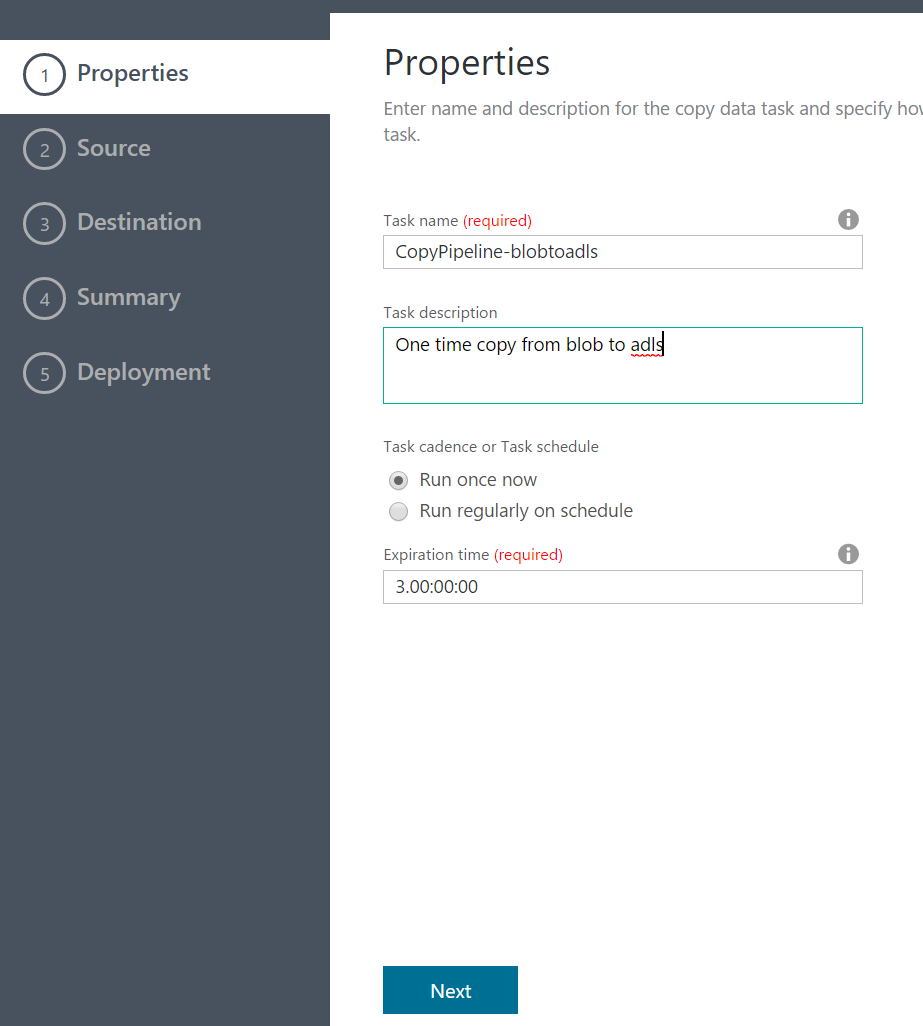 1 Properties
2 Source
3 Destination
4 Summary
5 Deployment
Properties
Enter name and description for the copy data task and specify how
task.
Task name (required)
CopyPipeline-blobtoadls
Task description
One time copy from blob to adls
Task cadence or Task schedule
Run once now
Run regularly on schedule
Expiration time (required)
3.00:00:00
Next